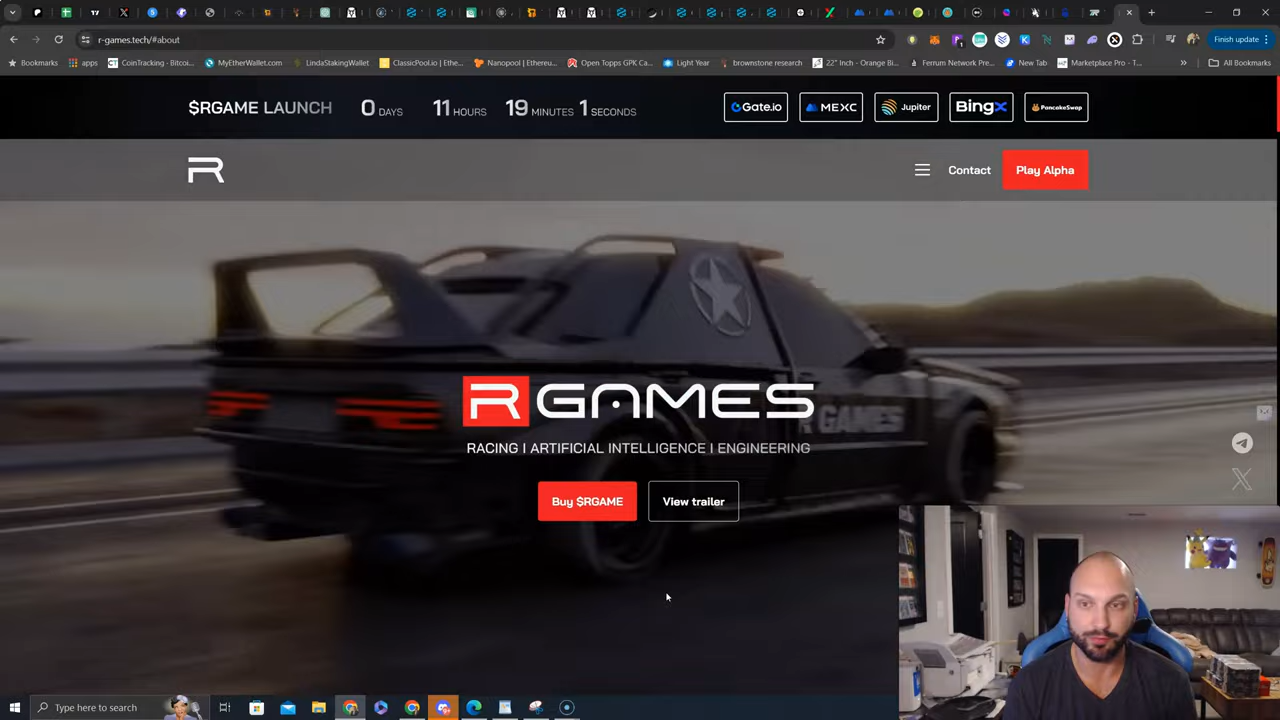 r-games.tech/#about
Finish update
Bookmarks
apps
CoinTracking - Bitcoi...
MyEtherWallet.com
LindaStakingWallet
ClassicPool.io | Ethe...
Nanopool | Ethereu...
Open Topps GPK Ca...
Light Year
brownstone research
22" Inch - Orange Bi...
Ferrum Network Pre...
New Tab
Marketplace Pro - T...
All Bookmarks
$RGAME LAUNCH
0 DAYS 11 HOURS 19 MINUTES 1 SECONDS
Gate.io
MEXC
Jupiter
BingX
PancakeSwap
R
Contact
Play Alpha
R GAMES
R GAMES
RACING | ARTIFICIAL INTELLIGENCE | ENGINEERING
Buy $RGAME
View trailer
Type here to search